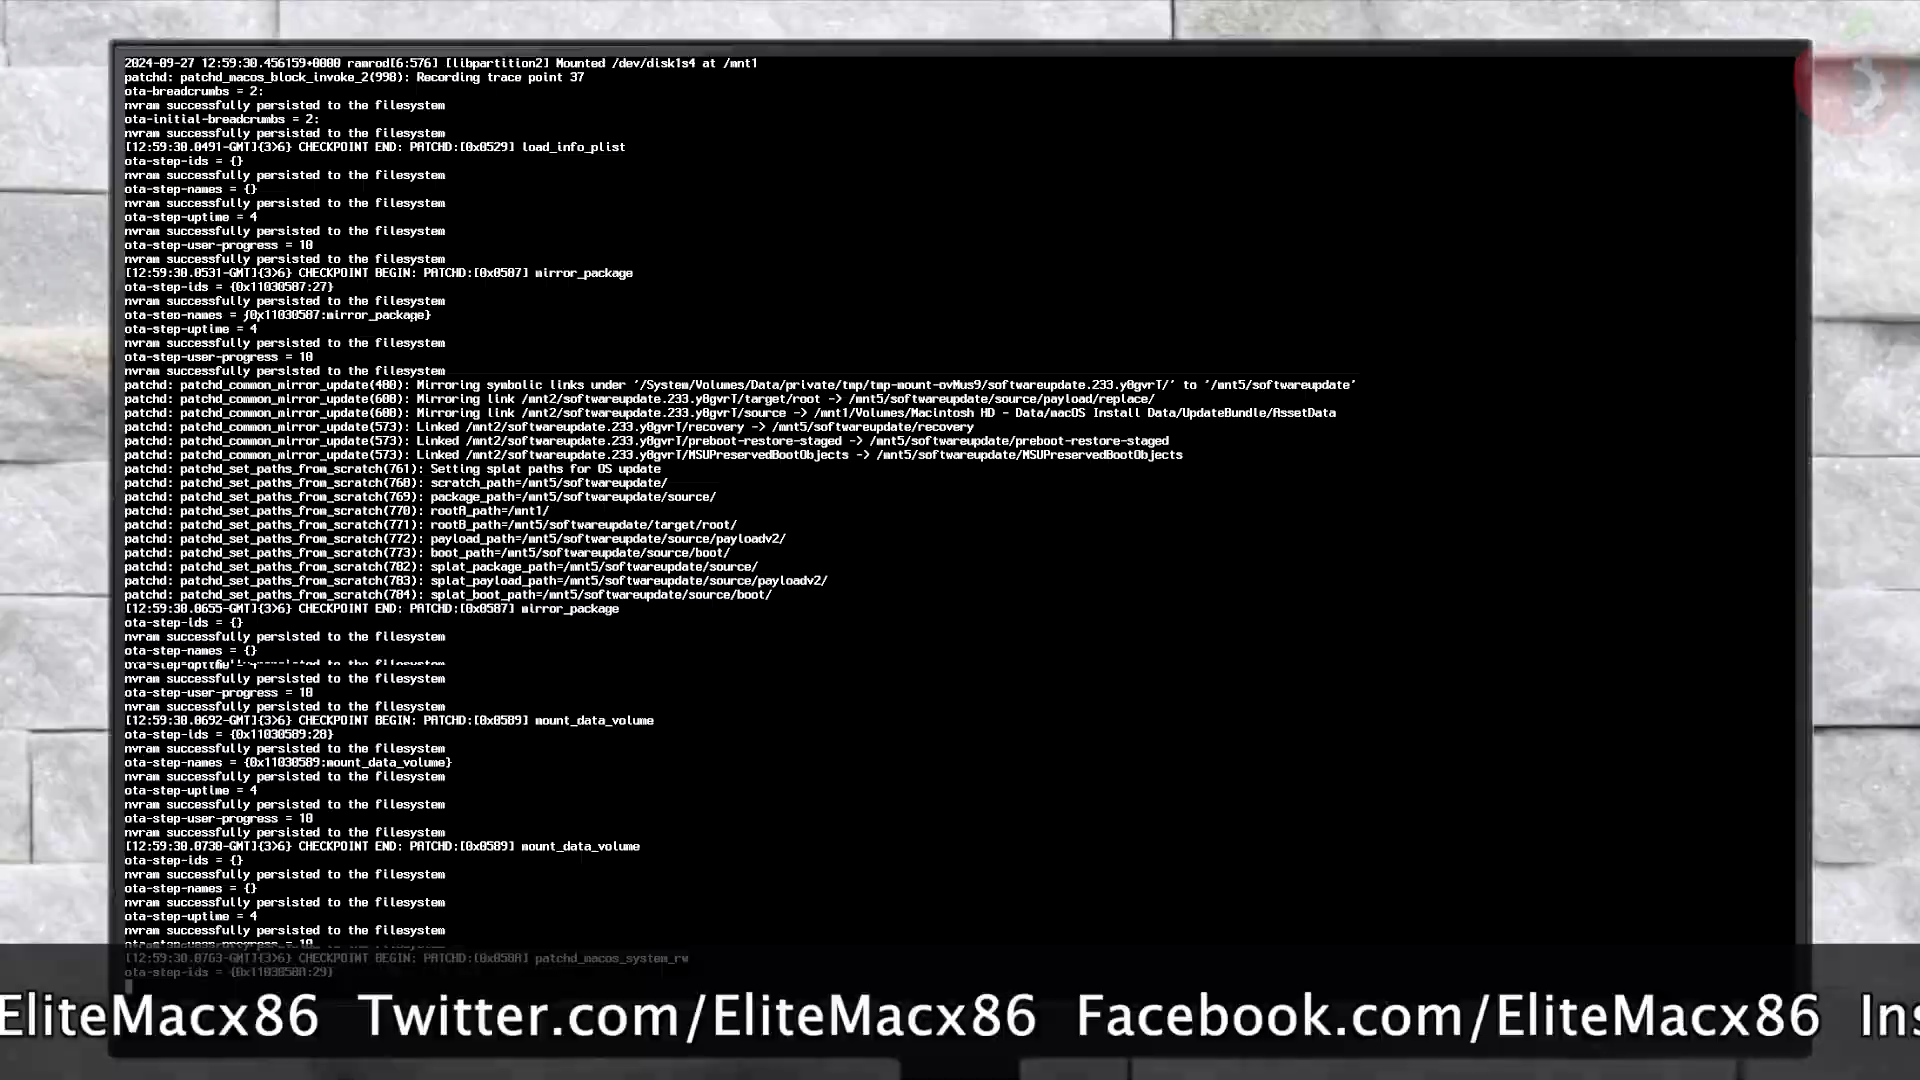 2024-09-27 12:59:30.456159+0000 ramrod[6:576] [libpartition2] Mounted /dev/disk1s4 at /mnt1
patchd: patchd_macos_block_invoke_2(998): Recording trace point 37
ota-breadcrumbs = 2:
nvram successfully persisted to the filesystem
ota-initial-breadcrumbs = 2:
nvram successfully persisted to the filesystem
[12:59:30.0491-GMT]{3>6} CHECKPOINT END: PATCHD:[0x0529] load_info_plist
ota-step-ids = {}
nvram successfully persisted to the filesystem
ota-step-names = {}
nvram successfully persisted to the filesystem
ota-step-uptime = 4
nvram successfully persisted to the filesystem
ota-step-user-progress = 10
nvram successfully persisted to the filesystem
[12:59:30.0531-GMT]{3>6} CHECKPOINT BEGIN: PATCHD:[0x0587] mirror_package
ota-step-ids = {0x11030587:27}
nvram successfully persisted to the filesystem
ota-step-names = {0x11030587:mirror_package}
ota-step-uptime = 4
nvram successfully persisted to the filesystem
ota-step-user-progress = 10
nvram successfully persisted to the filesystem
patchd: patchd_common_mirror_update(480): Mirroring symbolic links under '/System/Volumes/Data/private/tmp/tmp-mount-ovMus9/softwareupdate.233.y0gvrT/' to '/mnt5/softwareupdate'
patchd: patchd_common_mirror_update(608): Mirroring link /mnt2/softwareupdate.233.y0gvrT/target/root -> /mnt5/softwareupdate/source/payload/replace/
patchd: patchd_common_mirror_update(608): Mirroring link /mnt2/softwareupdate.233.y0gvrT/source -> /mnt1/Volumes/Macintosh HD - Data/macOS Install Data/UpdateBundle/AssetData
patchd: patchd_common_mirror_update(573): Linked /mnt2/softwareupdate.233.y0gvrT/recovery -> /mnt5/softwareupdate/recovery
patchd: patchd_common_mirror_update(573): Linked /mnt2/softwareupdate.233.y0gvrT/preboot-restore-staged -> /mnt5/softwareupdate/preboot-restore-staged
patchd: patchd_common_mirror_update(573): Linked /mnt2/softwareupdate.233.y0gvrT/MSUPreservedBootObjects -> /mnt5/softwareupdate/MSUPreservedBootObjects
patchd: patchd_set_paths_from_scratch(761): Setting splat paths for OS update
patchd: patchd_set_paths_from_scratch(768): scratch_path=/mnt5/softwareupdate/
patchd: patchd_set_paths_from_scratch(769): package_path=/mnt5/softwareupdate/source/
patchd: patchd_set_paths_from_scratch(770): rootA_path=/mnt1/
patchd: patchd_set_paths_from_scratch(771): rootB_path=/mnt5/softwareupdate/target/root/
patchd: patchd_set_paths_from_scratch(772): payload_path=/mnt5/softwareupdate/source/payloadv2/
patchd: patchd_set_paths_from_scratch(773): boot_path=/mnt5/softwareupdate/source/boot/
patchd: patchd_set_paths_from_scratch(782): splat_package_path=/mnt5/softwareupdate/source/
patchd: patchd_set_paths_from_scratch(783): splat_payload_path=/mnt5/softwareupdate/source/payloadv2/
patchd: patchd_set_paths_from_scratch(784): splat_boot_path=/mnt5/softwareupdate/source/boot/
[12:59:30.0655-GMT]{3>6} CHECKPOINT END: PATCHD:[0x0587] mirror_package
ota-step-ids = {}
nvram successfully persisted to the filesystem
ota-step-names = {}
nvram successfully persisted to the filesystem
ota-step-user-progress = 10
nvram successfully persisted to the filesystem
[12:59:30.0692-GMT]{3>6} CHECKPOINT BEGIN: PATCHD:[0x0589] mount_data_volume
ota-step-ids = {0x11030589:28}
nvram successfully persisted to the filesystem
ota-step-names = {0x11030589:mount_data_volume}
nvram successfully persisted to the filesystem
ota-step-uptime = 4
nvram successfully persisted to the filesystem
ota-step-user-progress = 10
nvram successfully persisted to the filesystem
[12:59:30.0730-GMT]{3>6} CHECKPOINT END: PATCHD:[0x0589] mount_data_volume
ota-step-ids = {}
nvram successfully persisted to the filesystem
ota-step-names = {}
nvram successfully persisted to the filesystem
ota-step-uptime = 4
nvram successfully persisted to the filesystem
ota-step-user-progress = 10
[12:59:30.0763-GMT]{3>6} CHECKPOINT BEGIN: PATCHD:[0x058A] patchd_macos_system_rw
ota-step-ids = {0x1103058A:29}
EliteMacx86 Twitter.com/EliteMacx86 Facebook.com/EliteMacx86 Ins